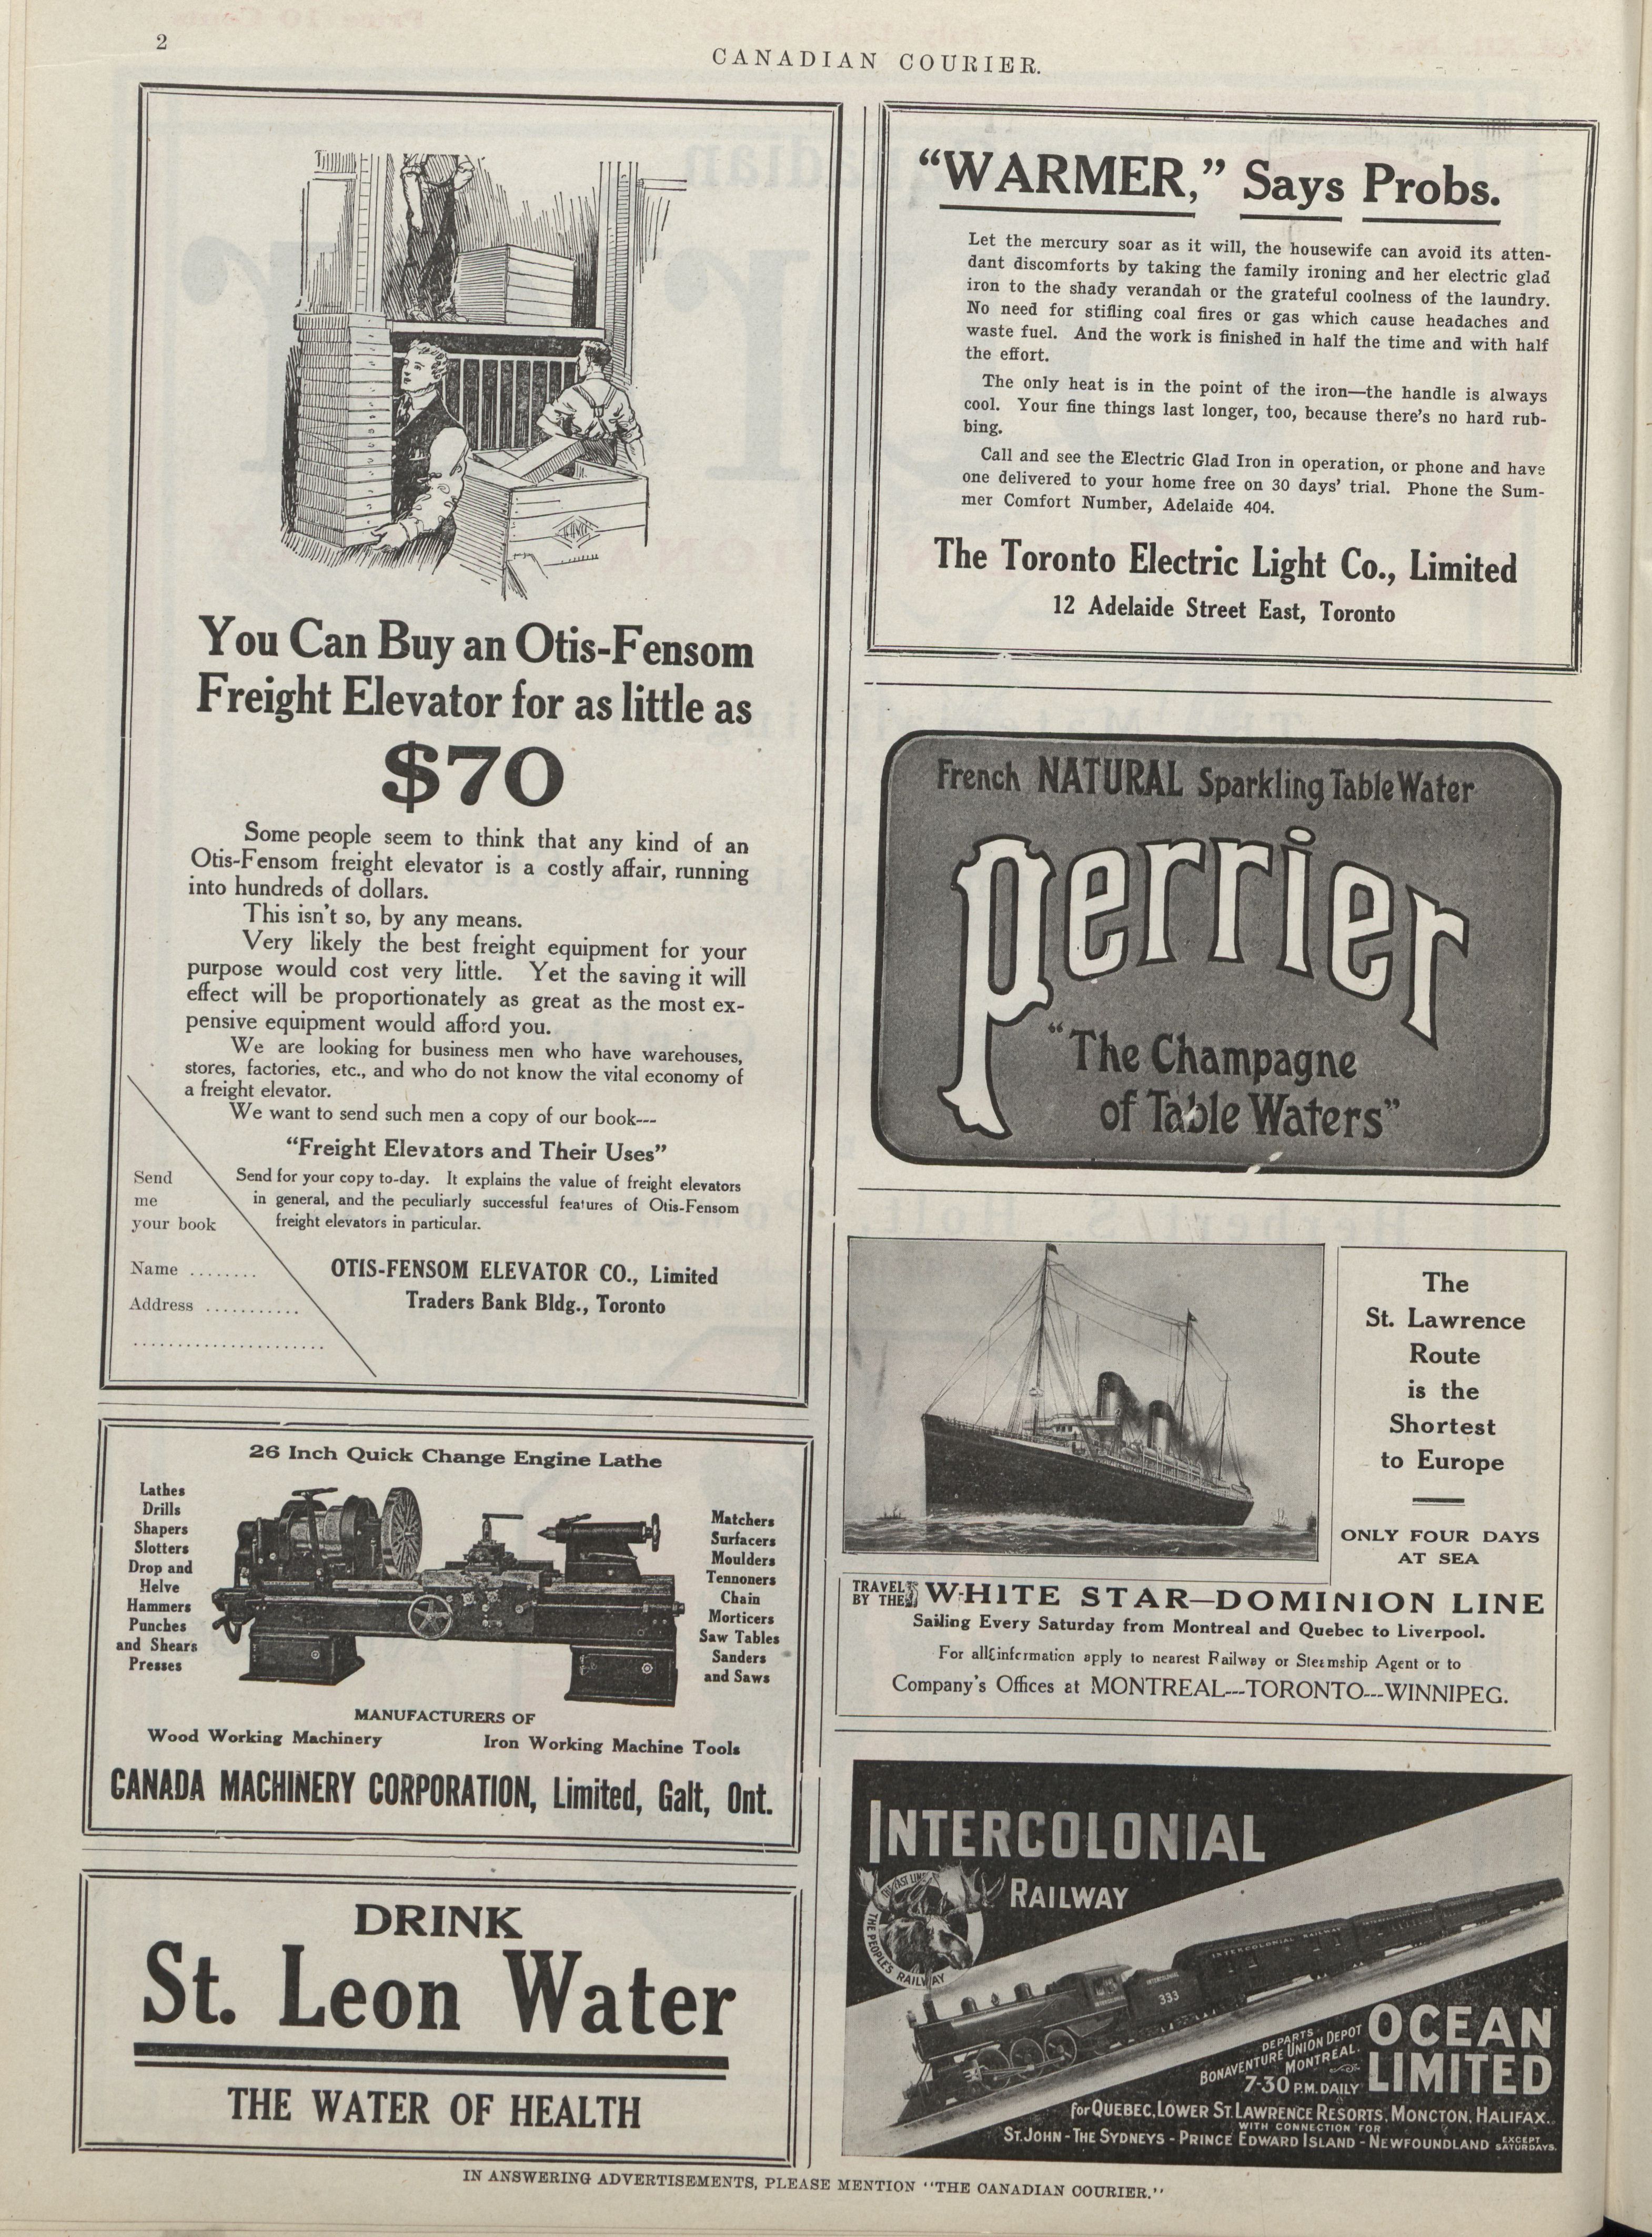 2
CANADIAN COURIER.
You Can Buy an Otis-Fensom
Freight Elevator for as little as
$70
Some people seem to think that any kind of an
Otis-Fensom freight elevator is a costly affair, running
into hundreds of dollars.
This isn't so, by any means.
Very likely the best freight equipment for your
purpose would cost very little. Yet the saving it will
effect will be proportionately as great as the most ex-
pensive equipment would afford you.
We are looking for business men who have warehouses,
stores, factories, etc., and who do not know the vital economy of
a freight elevator.
We want to send such men a copy of our book---
"Freight Elevators and Their Uses"
Send for your copy to-day. It explains the value of freight elevators
in general, and the peculiarly successful features of Otis-Fensom
freight elevators in particular.
Send
me
your book
Name ........
Address ...........
......................
OTIS-FENSOM ELEVATOR CO., Limited
Traders Bank Bldg., Toronto
26 Inch Quick Change Engine Lathe
Lathes
Drills
Shapers
Slotters
Drop and
Helve
Hammers
Punches
and Shears
Presses
Matchers
Surfacers
Moulders
Tennoners
Chain
Morticers
Saw Tables
Sanders
and Saws
MANUFACTURERS OF
Wood Working Machinery Iron Working Machine Tools
CANADA MACHINERY CORPORATION, Limited, Galt, Ont.
DRINK
St. Leon Water
THE WATER OF HEALTH
"WARMER," Says Probs.
Let the mercury soar as it will, the housewife can avoid its atten-
dant discomforts by taking the family ironing and her electric glad
iron to the shady verandah or the grateful coolness of the laundry.
No need for stifling coal fires or gas which cause headaches and
waste fuel. And the work is finished in half the time and with half
the effort.
The only heat is in the point of the iron—the handle is always
cool. Your fine things last longer, too, because there's no hard rub-
bing.
Call and see the Electric Glad Iron in operation, or phone and have
one delivered to your home free on 30 days' trial. Phone the Sum-
mer Comfort Number, Adelaide 404.
The Toronto Electric Light Co., Limited
12 Adelaide Street East, Toronto
French NATURAL Sparkling Table Water
Perrier
"The Champagne
of Table Waters"
The
St. Lawrence
Route
is the
Shortest
to Europe
ONLY FOUR DAYS
AT SEA
TRAVEL
BY THE
WHITE STAR—DOMINION LINE
Sailing Every Saturday from Montreal and Quebec to Liverpool.
For all information apply to nearest Railway or Steamship Agent or to
Company's Offices at MONTREAL---TORONTO---WINNIPEG.
INTERCOLONIAL
RAILWAY
THE FAST LINE
THE PEOPLE'S RAILWAY
INTERCOLONIAL RAILWAY
INTERCOLONIAL
333
DEPARTS
BONAVENTURE UNION DEPOT
MONTREAL.
7-30 P.M. DAILY
OCEAN
LIMITED
for QUEBEC, LOWER ST. LAWRENCE RESORTS, MONCTON, HALIFAX.
WITH CONNECTION FOR
ST. JOHN - THE SYDNEYS - PRINCE EDWARD ISLAND - NEWFOUNDLAND EXCEPT SATURDAYS.
IN ANSWERING ADVERTISEMENTS, PLEASE MENTION "THE CANADIAN COURIER."